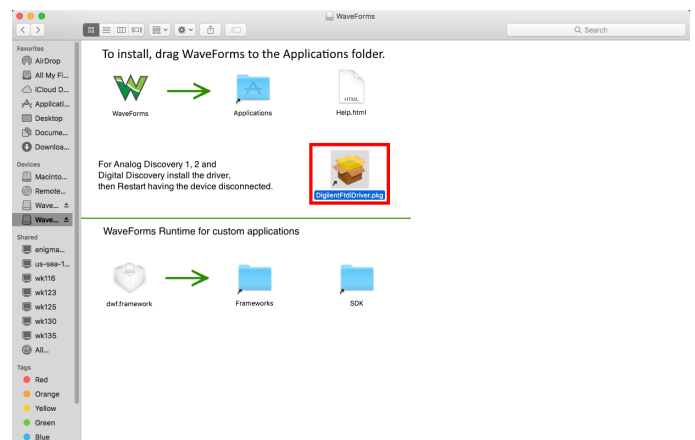 WaveForms
Search
Favorites
AirDrop
All My Fi...
iCloud D...
Applicati...
Desktop
Docume...
Downloa...
Devices
Macinto...
Remote...
Wave...
Wave...
Shared
enigma...
us-sea-1...
wk116
wk123
wk125
wk130
wk135
All...
Tags
Red
Orange
Yellow
Green
Blue
To install, drag WaveForms to the Applications folder.
HTML
WaveForms
Applications
Help.html
For Analog Discovery 1, 2 and
Digital Discovery install the driver,
then Restart having the device disconnected.
DigilentFtdiDriver.pkg
WaveForms Runtime for custom applications
dwf.framework
Frameworks
SDK